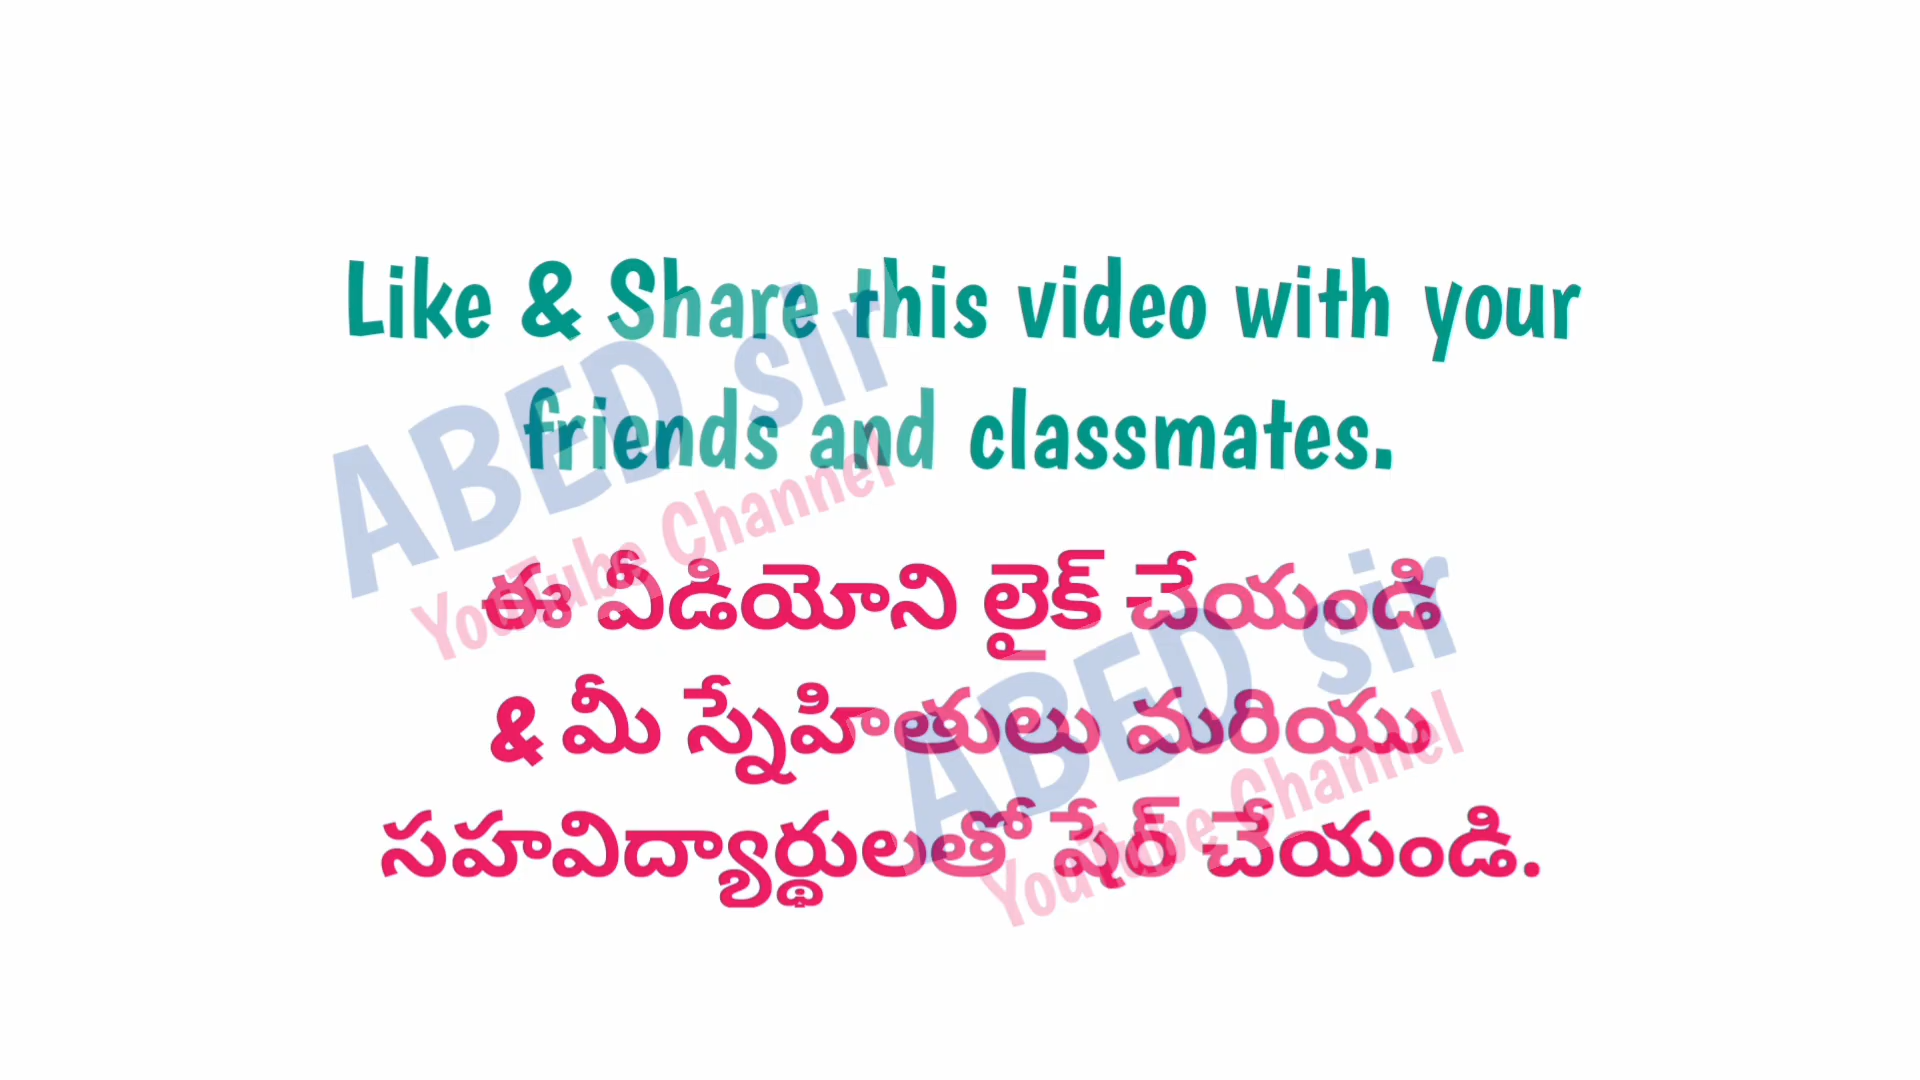 Like & Share this video with your
friends and classmates.
ఈ వీడియోని లైక్ చేయండి
& మీ స్నేహితులు మరియు
సహవిద్యార్థులతో షేర్ చేయండి.
ABED sir
YouTube Channel
ABED sir
YouTube Channel